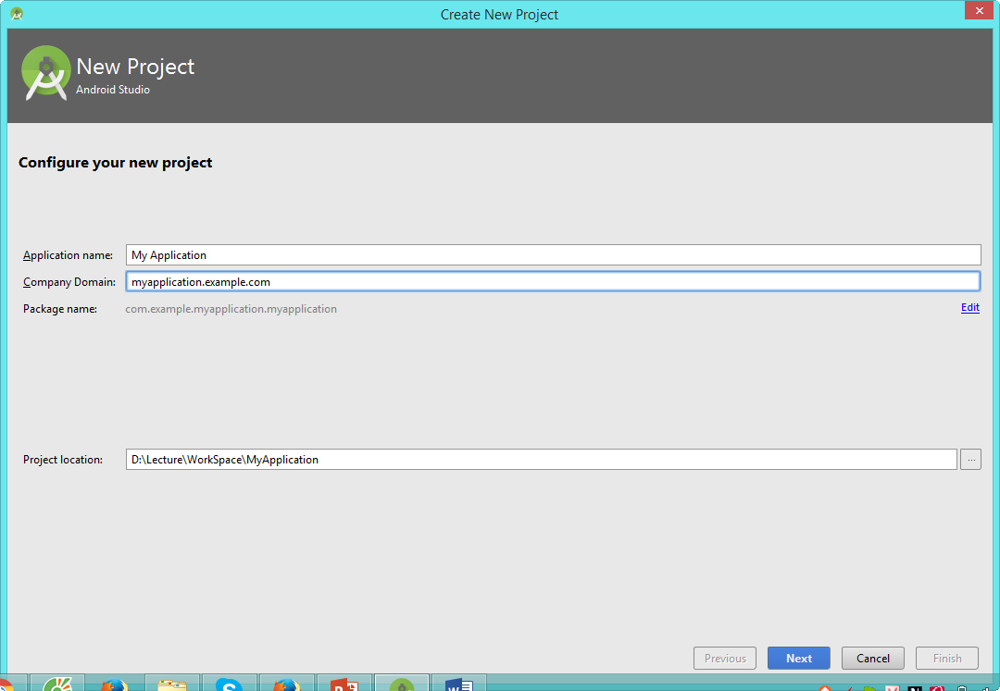 Create New Project
New Project
Android Studio
Configure your new project
Application name: My Application
Company Domain: myapplication.example.com
Package name: com.example.myapplication.myapplication Edit
Project location: D:\Lecture\WorkSpace\MyApplication ...
Previous Next Cancel Finish